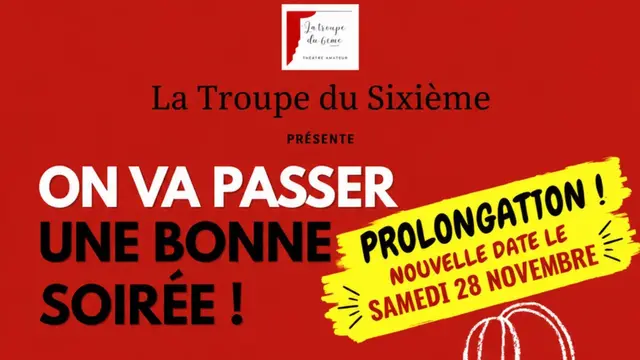 La troupe
du 6ème
THÉÂTRE AMATEUR
La Troupe du Sixième
PRÉSENTE
ON VA PASSER
UNE BONNE
SOIRÉE !
PROLONGATION !
NOUVELLE DATE LE
SAMEDI 28 NOVEMBRE